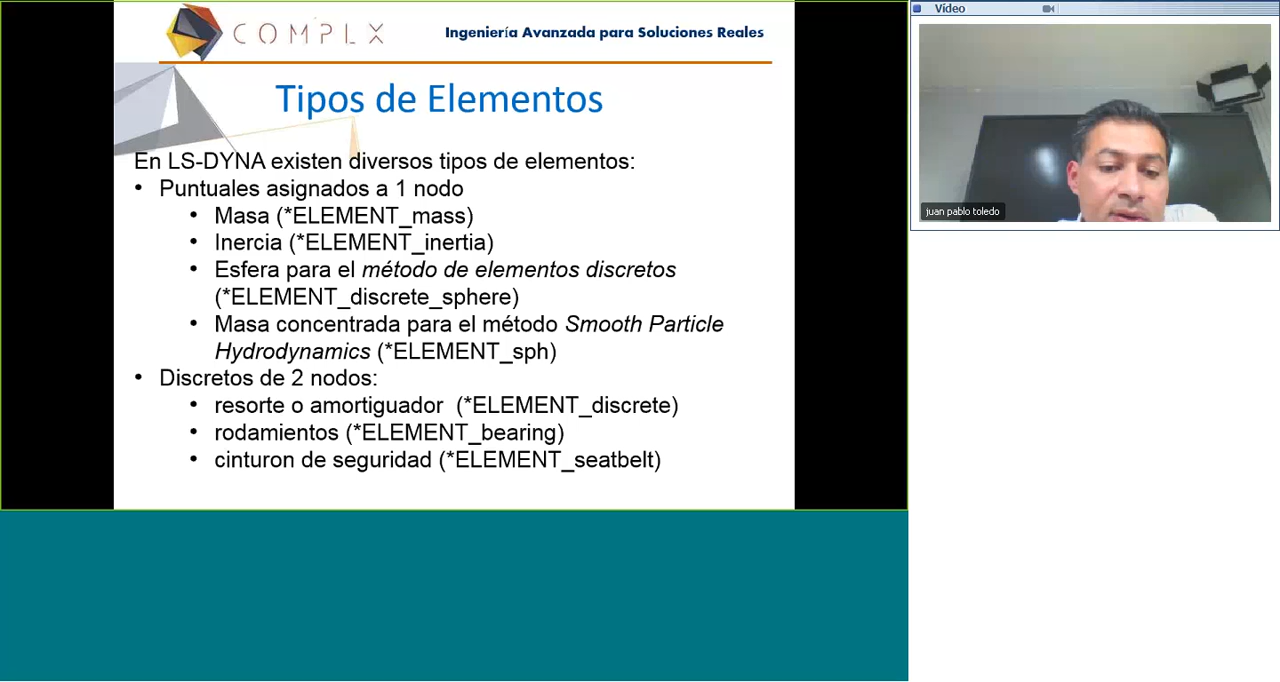 COMPLX
Ingeniería Avanzada para Soluciones Reales
Tipos de Elementos
En LS-DYNA existen diversos tipos de elementos:
• Puntuales asignados a 1 nodo
• Masa (*ELEMENT_mass)
• Inercia (*ELEMENT_inertia)
• Esfera para el método de elementos discretos
(*ELEMENT_discrete_sphere)
• Masa concentrada para el método Smooth Particle
Hydrodynamics (*ELEMENT_sph)
• Discretos de 2 nodos:
• resorte o amortiguador (*ELEMENT_discrete)
• rodamientos (*ELEMENT_bearing)
• cinturon de seguridad (*ELEMENT_seatbelt)
Vídeo
juan pablo toledo